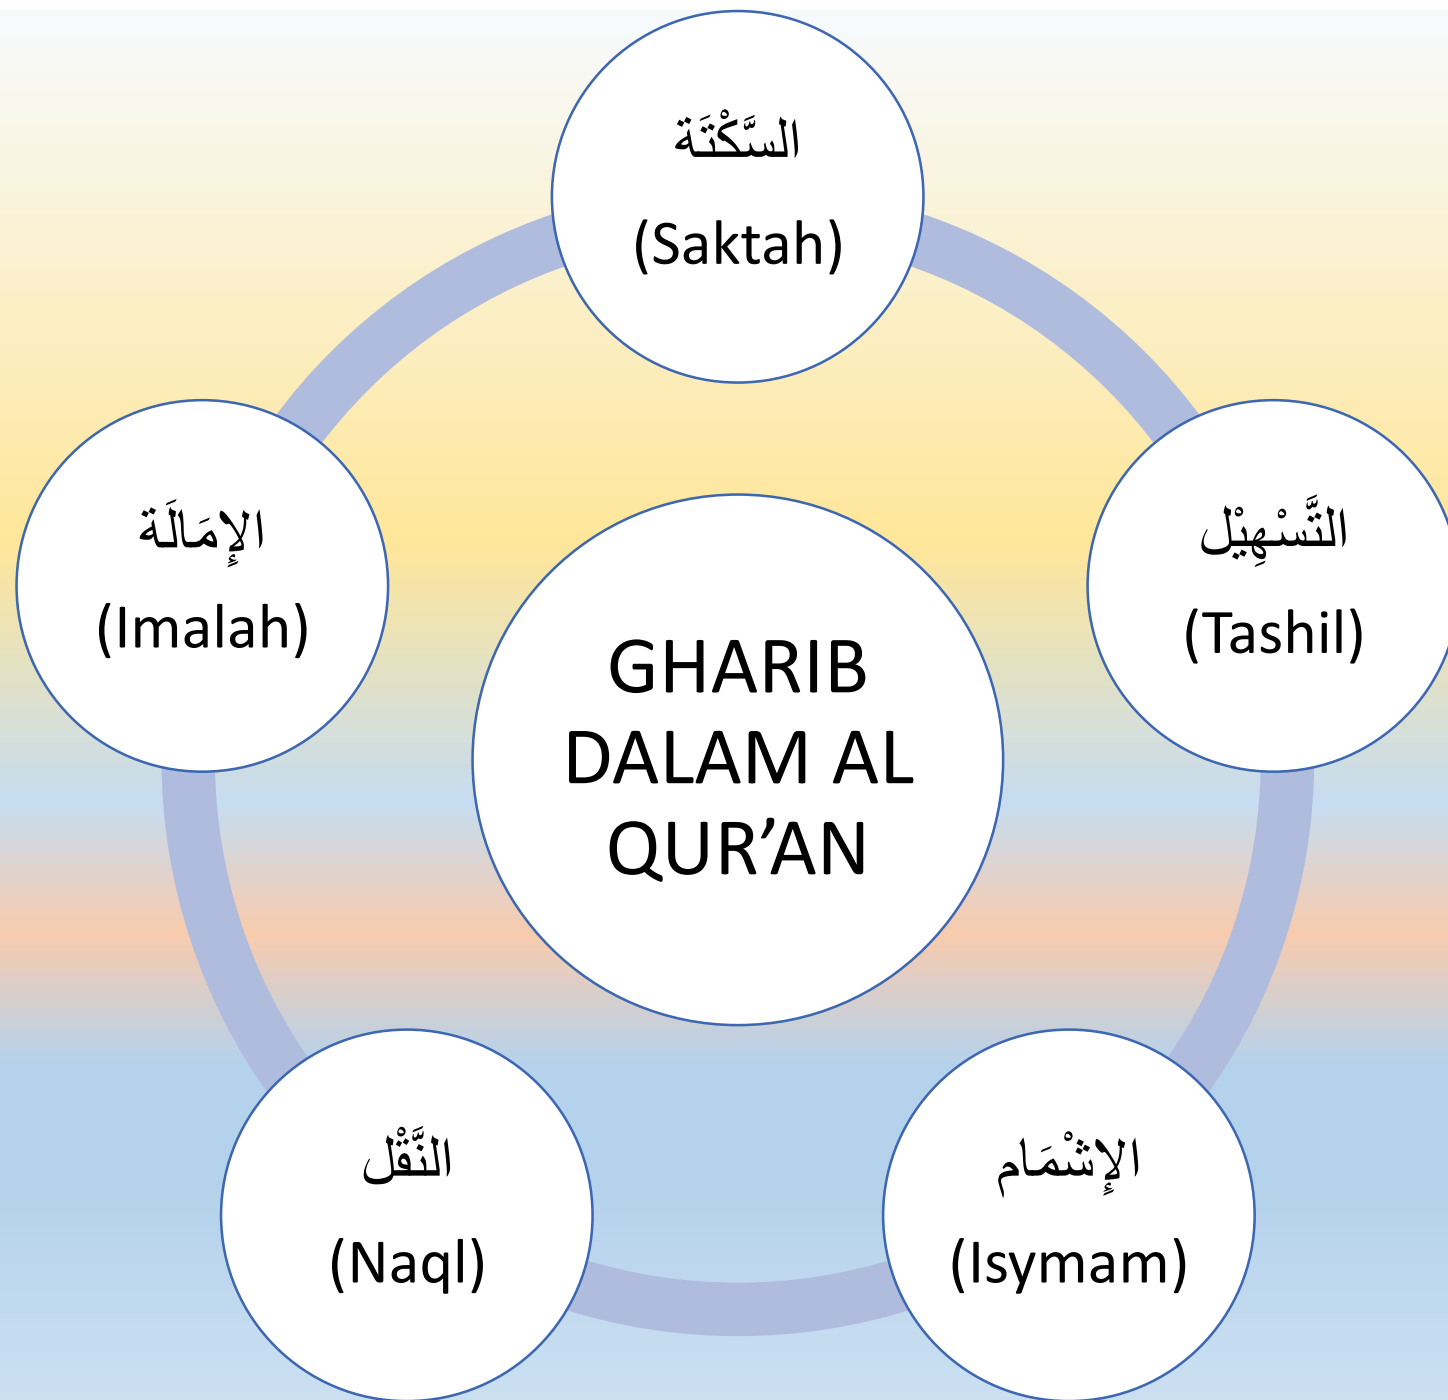 السَّكْتَة
(Saktah)
التَّسْهِيْل
(Tashil)
الإِشْمَام
(Isymam)
النَّقْل
(Naql)
الإِمَالَة
(Imalah)
GHARIB
DALAM AL
QUR’AN